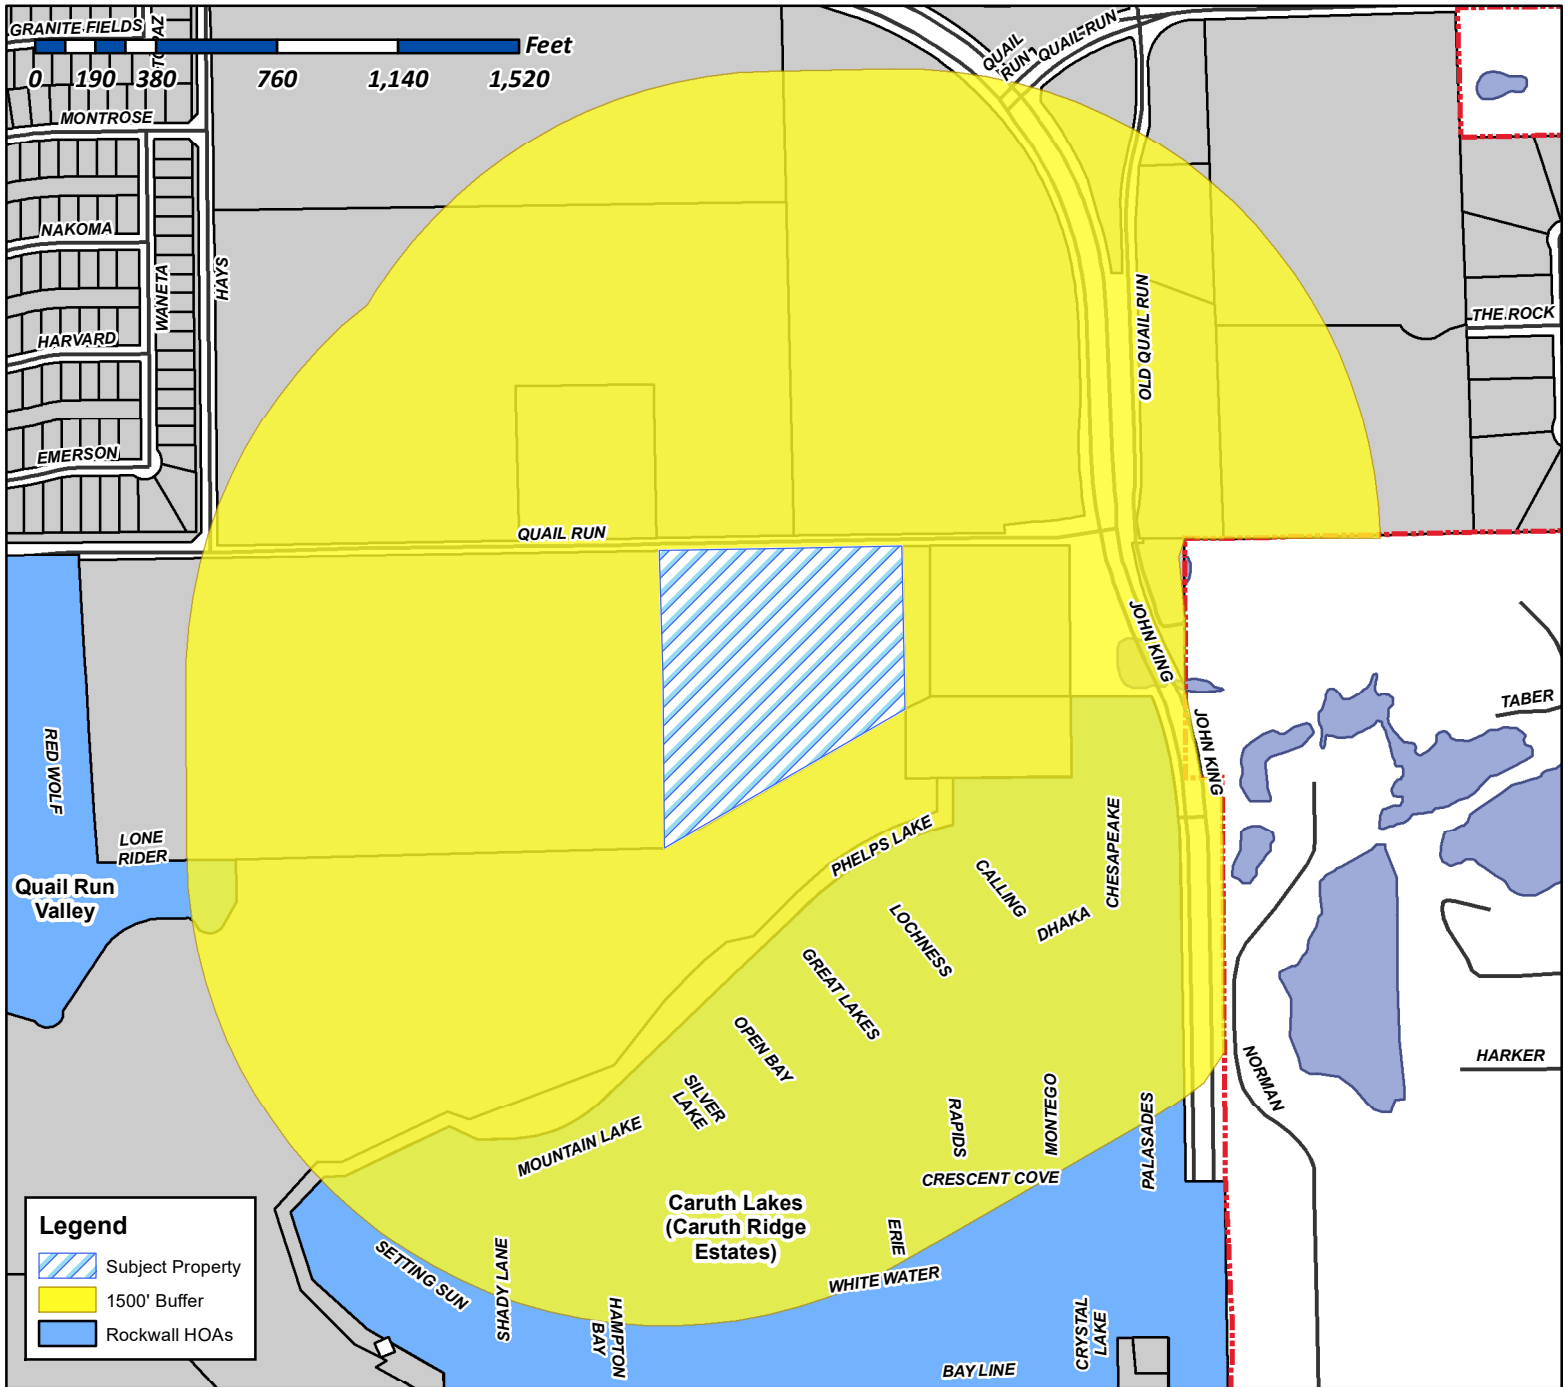 GRANITE FIELDS
TOPAZ
Feet
0 190 380 760 1,140 1,520
QUAIL
RUN
QUAIL RUN
MONTROSE
NAKOMA
WANETA
HAYS
HARVARD
EMERSON
OLD QUAIL RUN
THE ROCK
QUAIL RUN
JOHN KING
JOHN KING
TABER
RED WOLF
LONE
RIDER
Quail Run
Valley
PHELPS LAKE
CALLING
CHESAPEAKE
DHAKA
LOCHNESS
GREAT LAKES
OPEN BAY
SILVER
LAKE
MOUNTAIN LAKE
RAPIDS
MONTEGO
PALASADES
NORMAN
HARKER
CRESCENT COVE
Caruth Lakes
(Caruth Ridge
Estates)
ERIE
WHITE WATER
SETTING SUN
SHADY LANE
HAMPTON
BAY
CRYSTAL
LAKE
BAY LINE
Legend
Subject Property
1500' Buffer
Rockwall HOAs